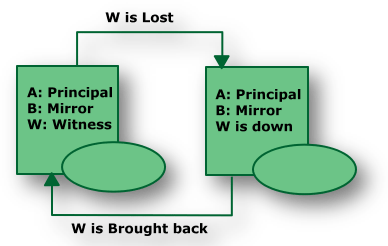 W is Lost
A: Principal
B: Mirror
W: Witness
A: Principal
B: Mirror
W is down
W is Brought back